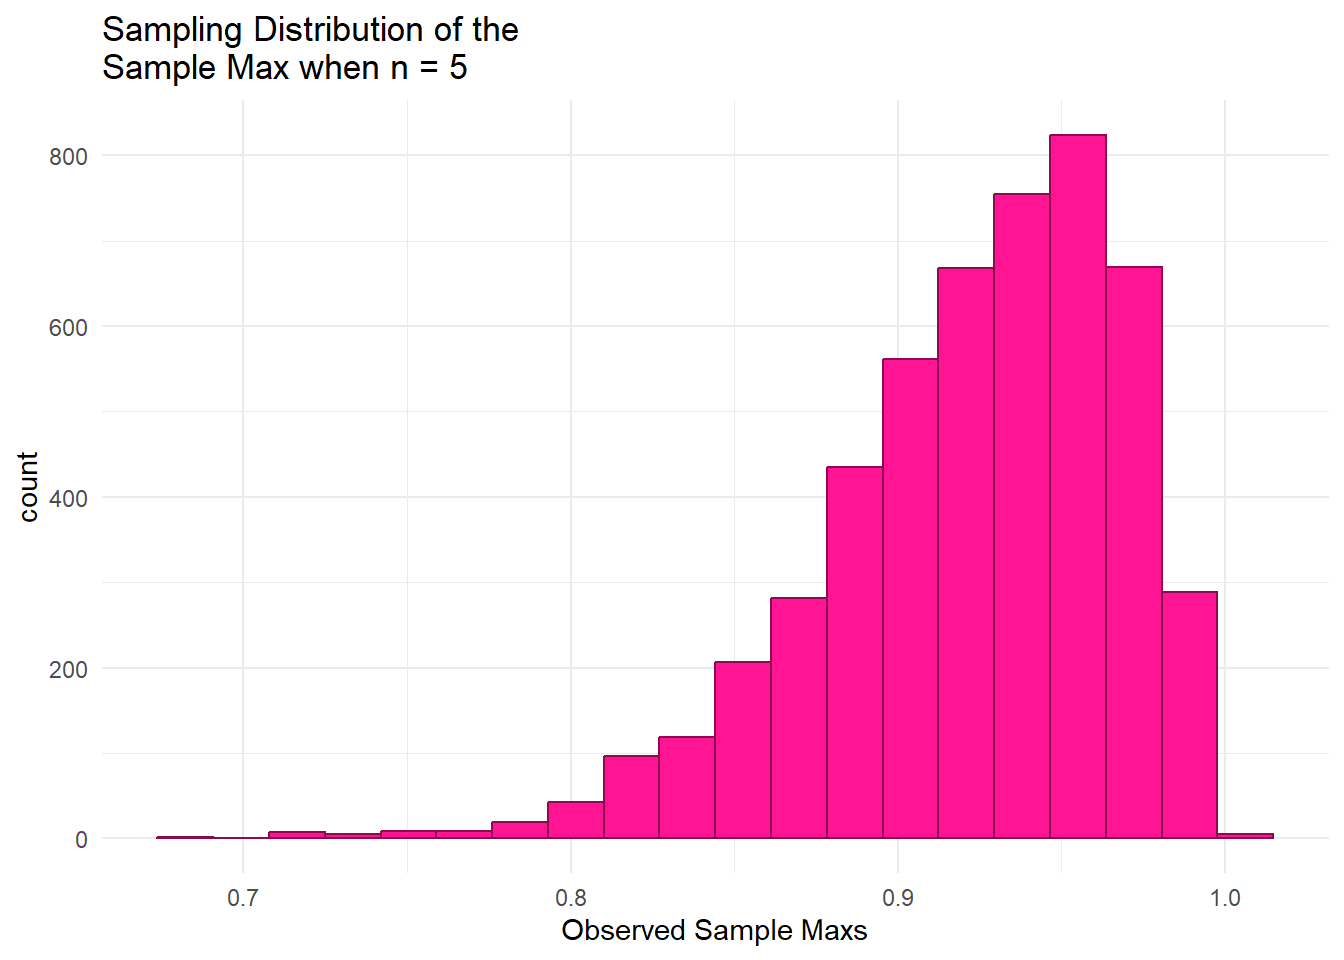 Sampling Distribution of the
Sample Max when n = 5
800
600
400
200
0
count
0.7
0.8
0.9
1.0
Observed Sample Maxs